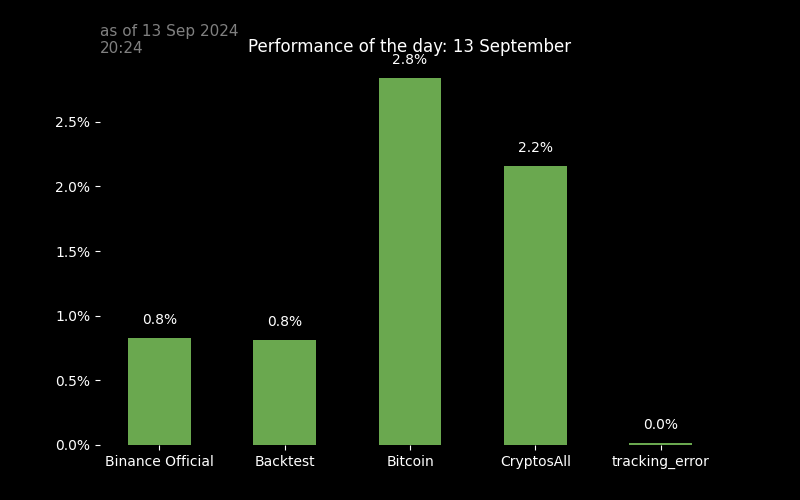 as of 13 Sep 2024
20:24
Performance of the day: 13 September
2.8%
2.5%
2.2%
2.0%
1.5%
1.0%
0.8%
0.8%
0.5%
0.0%
0.0%
Binance Official
Backtest
Bitcoin
CryptosAll
tracking_error